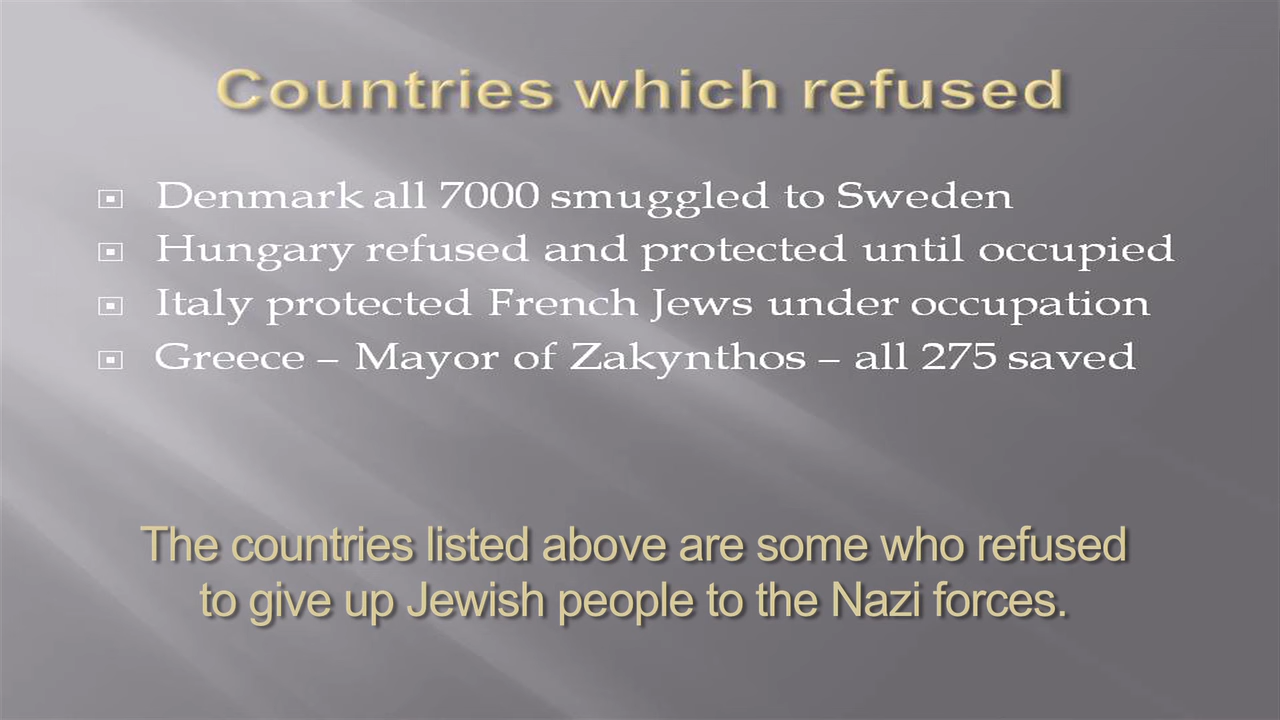 Countries which refused
Denmark all 7000 smuggled to Sweden
Hungary refused and protected until occupied
Italy protected French Jews under occupation
Greece – Mayor of Zakynthos – all 275 saved
The countries listed above are some who refused
to give up Jewish people to the Nazi forces.